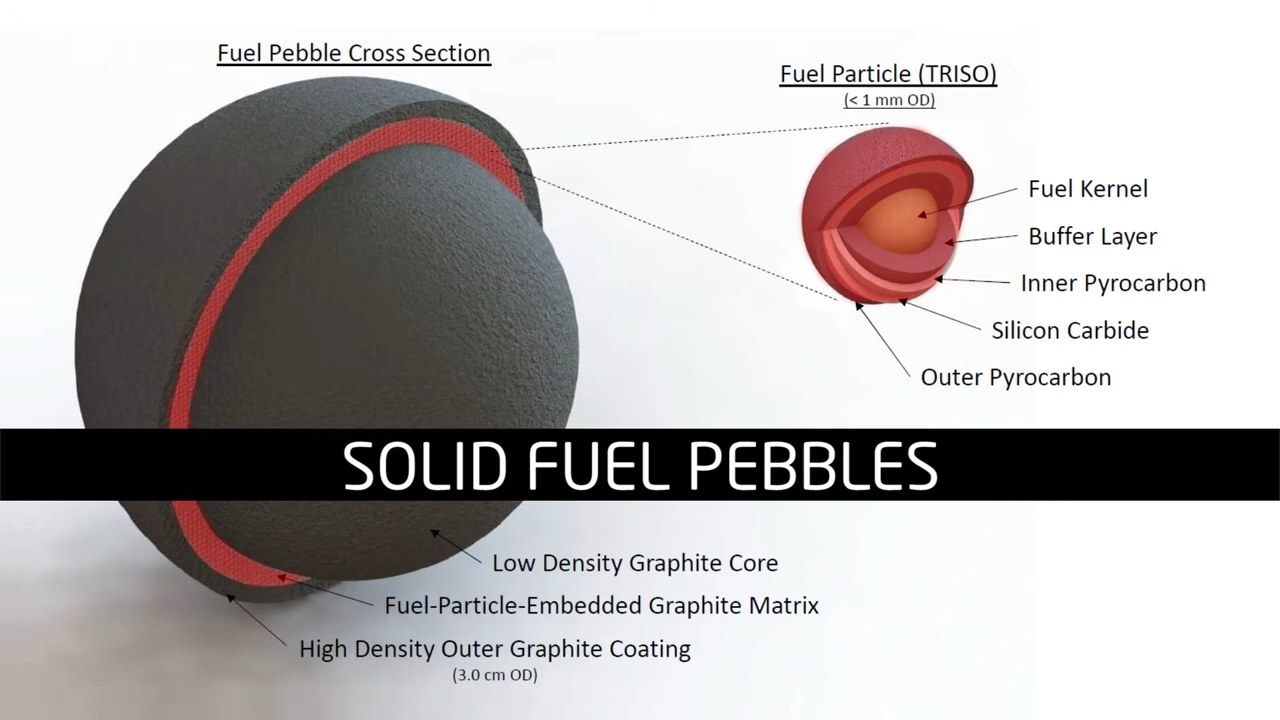 Fuel Pebble Cross Section
Fuel Particle (TRISO)
(< 1 mm OD)
Fuel Kernel
Buffer Layer
Inner Pyrocarbon
Silicon Carbide
Outer Pyrocarbon
SOLID FUEL PEBBLES
Low Density Graphite Core
Fuel-Particle-Embedded Graphite Matrix
High Density Outer Graphite Coating
(3.0 cm OD)